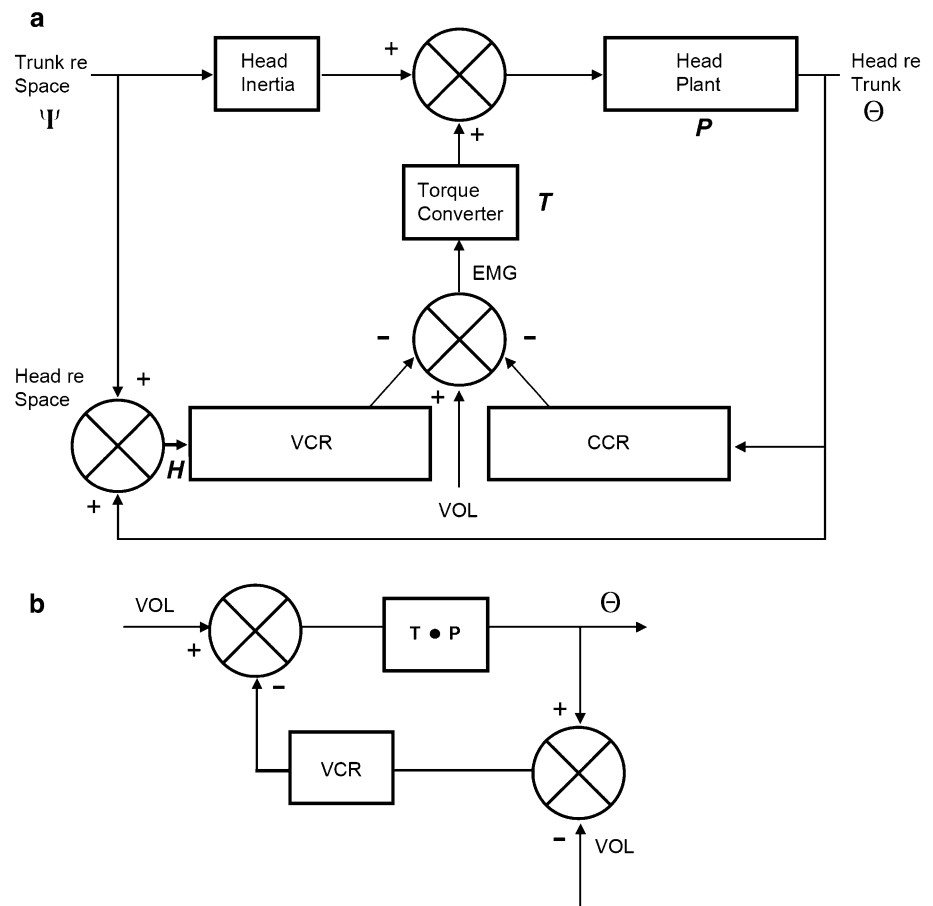 a
Trunk re
Space
Ψ
Head
Inertia
+
Head
Plant
P
Head re
Trunk
Θ
+
Torque
Converter
T
EMG
-
-
Head re
Space
+
+
VCR
CCR
H
+
VOL
b
VOL
+
T ● P
Θ
-
+
VCR
-
VOL